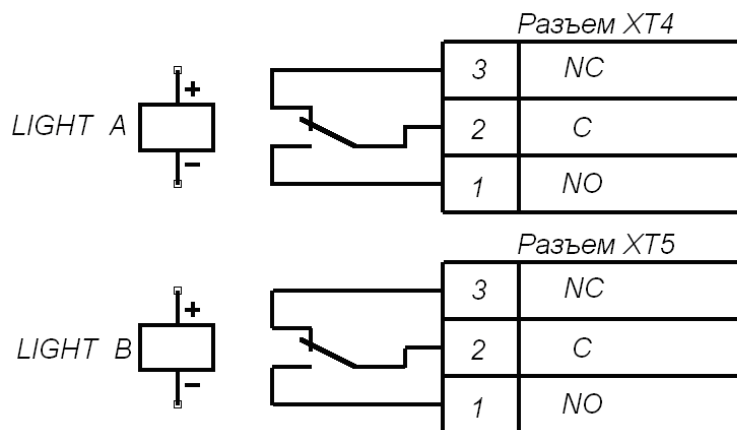 Разъем XT4
3 NC
+
LIGHT A
2 C
−
1 NO
Разъем XT5
3 NC
+
LIGHT B
2 C
−
1 NO